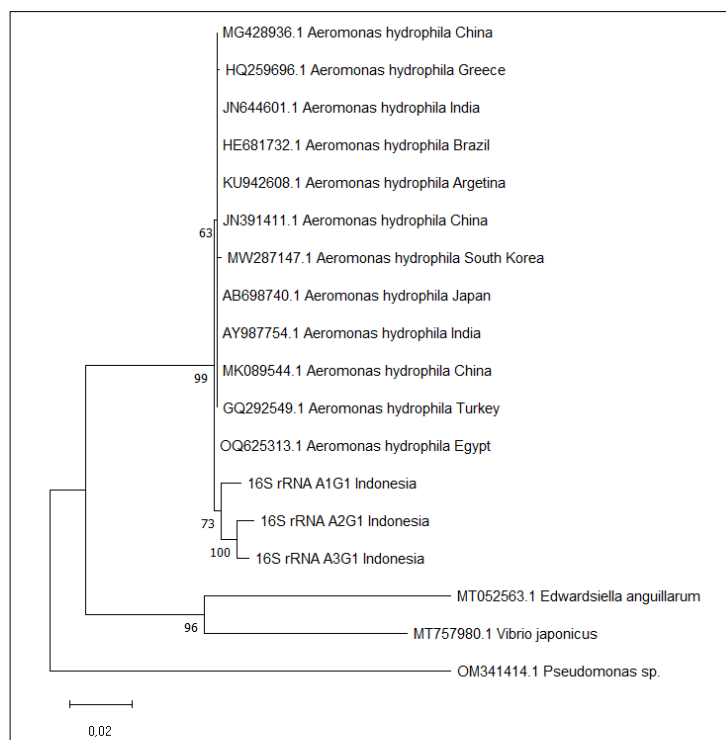 MG428936.1 Aeromonas hydrophila China
HQ259696.1 Aeromonas hydrophila Greece
JN644601.1 Aeromonas hydrophila India
HE681732.1 Aeromonas hydrophila Brazil
KU942608.1 Aeromonas hydrophila Argetina
JN391411.1 Aeromonas hydrophila China
63
MW287147.1 Aeromonas hydrophila South Korea
AB698740.1 Aeromonas hydrophila Japan
AY987754.1 Aeromonas hydrophila India
MK089544.1 Aeromonas hydrophila China
99
GQ292549.1 Aeromonas hydrophila Turkey
OQ625313.1 Aeromonas hydrophila Egypt
16S rRNA A1G1 Indonesia
73
16S rRNA A2G1 Indonesia
100
16S rRNA A3G1 Indonesia
MT052563.1 Edwardsiella anguillarum
96
MT757980.1 Vibrio japonicus
OM341414.1 Pseudomonas sp.
0,02